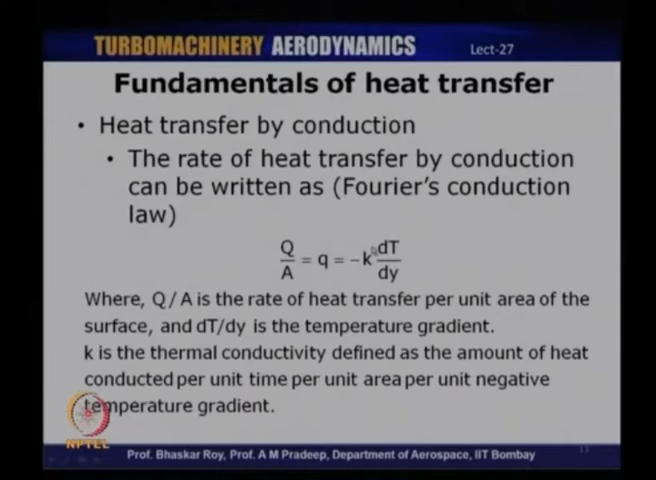 TURBOMACHINERY AERODYNAMICS
Lect-27
Fundamentals of heat transfer
• Heat transfer by conduction
• The rate of heat transfer by conduction
can be written as (Fourier's conduction
law)
Q/A = q = -k dT/dy
Where, Q/A is the rate of heat transfer per unit area of the
surface, and dT/dy is the temperature gradient.
k is the thermal conductivity defined as the amount of heat
conducted per unit time per unit area per unit negative
temperature gradient.
NPTEL
Prof. Bhaskar Roy, Prof. A M Pradeep, Department of Aerospace, IIT Bombay